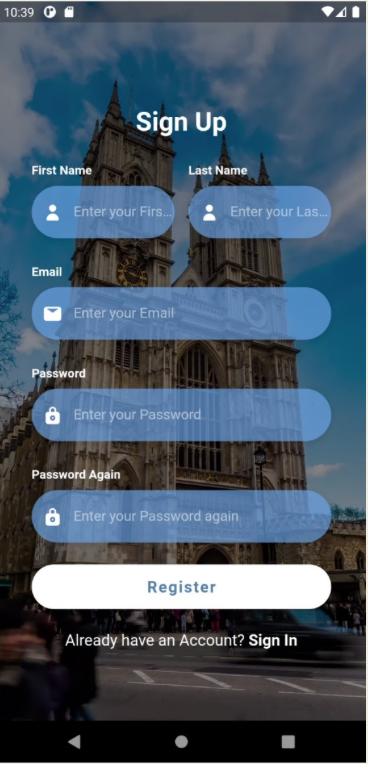 10:39
Sign Up
First Name Last Name
Enter your Firs... Enter your Las...
Email
Enter your Email
Password
Enter your Password
Password Again
Enter your Password again
Register
Already have an Account? Sign In